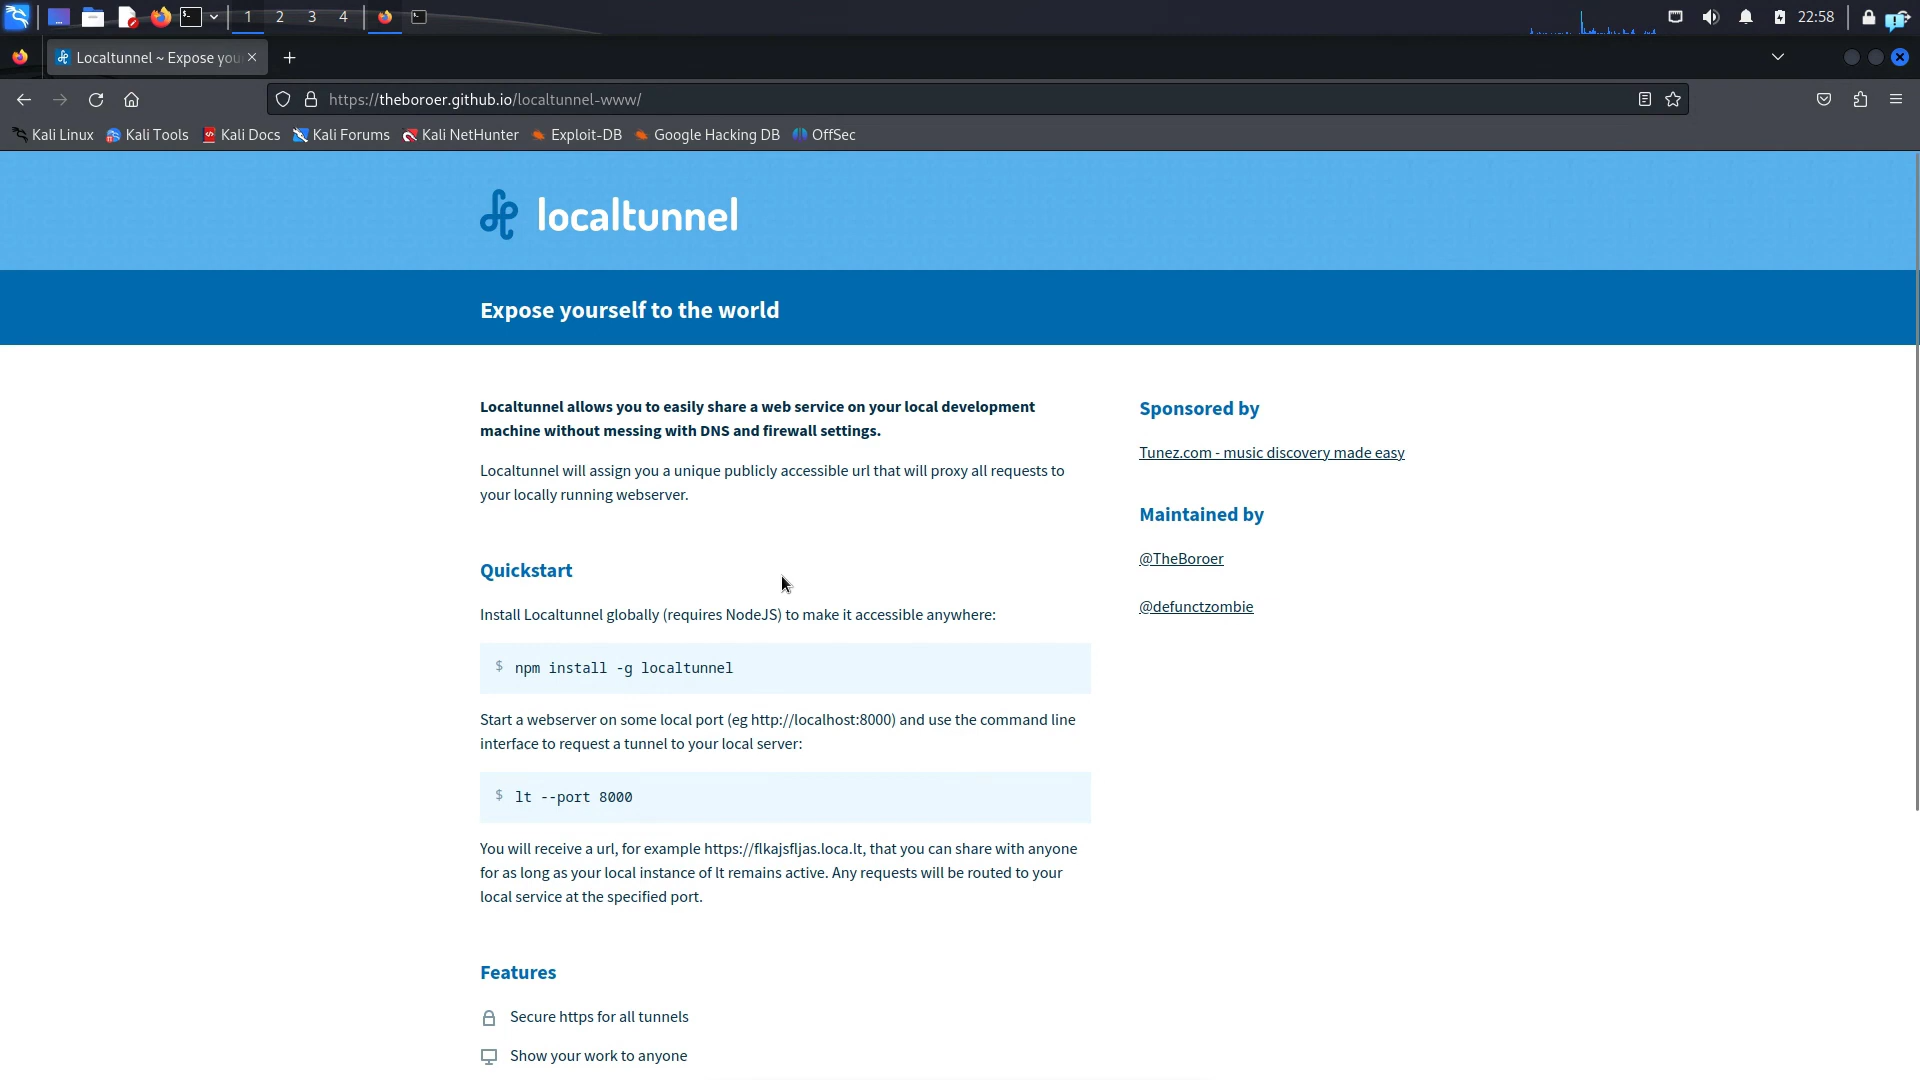 1 2 3 4
22:58
Localtunnel ~ Expose you
https://theboroer.github.io/localtunnel-www/
Kali Linux Kali Tools Kali Docs Kali Forums Kali NetHunter Exploit-DB Google Hacking DB OffSec
localtunnel
Expose yourself to the world
Localtunnel allows you to easily share a web service on your local development
machine without messing with DNS and firewall settings.
Localtunnel will assign you a unique publicly accessible url that will proxy all requests to
your locally running webserver.
Quickstart
Install Localtunnel globally (requires NodeJS) to make it accessible anywhere:
$ npm install -g localtunnel
Start a webserver on some local port (eg http://localhost:8000) and use the command line
interface to request a tunnel to your local server:
$ lt --port 8000
You will receive a url, for example https://flkajsfljas.loca.lt, that you can share with anyone
for as long as your local instance of lt remains active. Any requests will be routed to your
local service at the specified port.
Features
Secure https for all tunnels
Show your work to anyone
Sponsored by
Tunez.com - music discovery made easy
Maintained by
@TheBoroer
@defunctzombie